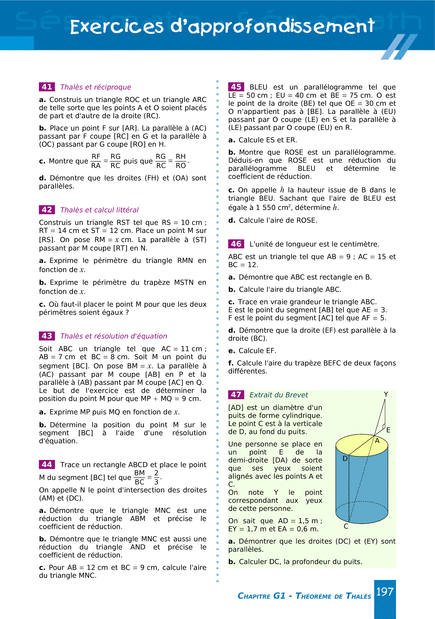 Exercices d'approfondissement
41 Thalès et réciproque
a. Construis un triangle ROC et un triangle ARC
de telle sorte que les points A et O soient placés
de part et d'autre de la droite (RC).
b. Place un point F sur [AR]. La parallèle à (AC)
passant par F coupe [RC] en G et la parallèle à
(OC) passant par G coupe [RO] en H.
c. Montre que RF/RA = RG/RC puis que RG/RC = RH/RO.
d. Démontre que les droites (FH) et (OA) sont
parallèles.
42 Thalès et calcul littéral
Construis un triangle RST tel que RS = 10 cm ;
RT = 14 cm et ST = 12 cm. Place un point M sur
[RS]. On pose RM = x cm. La parallèle à (ST)
passant par M coupe [RT] en N.
a. Exprime le périmètre du triangle RMN en
fonction de x.
b. Exprime le périmètre du trapèze MSTN en
fonction de x.
c. Où faut-il placer le point M pour que les deux
périmètres soient égaux ?
43 Thalès et résolution d'équation
Soit ABC un triangle tel que AC = 11 cm ;
AB = 7 cm et BC = 8 cm. Soit M un point du
segment [BC]. On pose BM = x. La parallèle à
(AC) passant par M coupe [AB] en P et la
parallèle à (AB) passant par M coupe [AC] en Q.
Le but de l'exercice est de déterminer la
position du point M pour que MP + MQ = 9 cm.
a. Exprime MP puis MQ en fonction de x.
b. Détermine la position du point M sur le
segment [BC] à l'aide d'une résolution
d'équation.
44 Trace un rectangle ABCD et place le point
M du segment [BC] tel que BM/BC = 2/3.
On appelle N le point d'intersection des droites
(AM) et (DC).
a. Démontre que le triangle MNC est une
réduction du triangle ABM et précise le
coefficient de réduction.
b. Démontre que le triangle MNC est aussi une
réduction du triangle AND et précise le
coefficient de réduction.
c. Pour AB = 12 cm et BC = 9 cm, calcule l'aire
du triangle MNC.
45 BLEU est un parallélogramme tel que
LE = 50 cm ; EU = 40 cm et BE = 75 cm. O est
le point de la droite (BE) tel que OE = 30 cm et
O n'appartient pas à [BE]. La parallèle à (EU)
passant par O coupe (LE) en S et la parallèle à
(LE) passant par O coupe (EU) en R.
a. Calcule ES et ER.
b. Montre que ROSE est un parallélogramme.
Déduis-en que ROSE est une réduction du
parallélogramme BLEU et détermine le
coefficient de réduction.
c. On appelle h la hauteur issue de B dans le
triangle BEU. Sachant que l'aire de BLEU est
égale à 1 550 cm², détermine h.
d. Calcule l'aire de ROSE.
46 L'unité de longueur est le centimètre.
ABC est un triangle tel que AB = 9 ; AC = 15 et
BC = 12.
a. Démontre que ABC est rectangle en B.
b. Calcule l'aire du triangle ABC.
c. Trace en vraie grandeur le triangle ABC.
E est le point du segment [AB] tel que AE = 3.
F est le point du segment [AC] tel que AF = 5.
d. Démontre que la droite (EF) est parallèle à la
droite (BC).
e. Calcule EF.
f. Calcule l'aire du trapèze BEFC de deux façons
différentes.
47 Extrait du Brevet
[AD] est un diamètre d'un
puits de forme cylindrique.
Le point C est à la verticale
de D, au fond du puits.
Une personne se place en
un point E de la
demi-droite [DA) de sorte
que ses yeux soient
alignés avec les points A et
C.
On note Y le point
correspondant aux yeux
de cette personne.
On sait que AD = 1,5 m ;
EY = 1,7 m et EA = 0,6 m.
Y
E
A
D
C
a. Démontrer que les droites (DC) et (EY) sont
parallèles.
b. Calculer DC, la profondeur du puits.
CHAPITRE G1 - THÉORÈME DE THALÈS 197